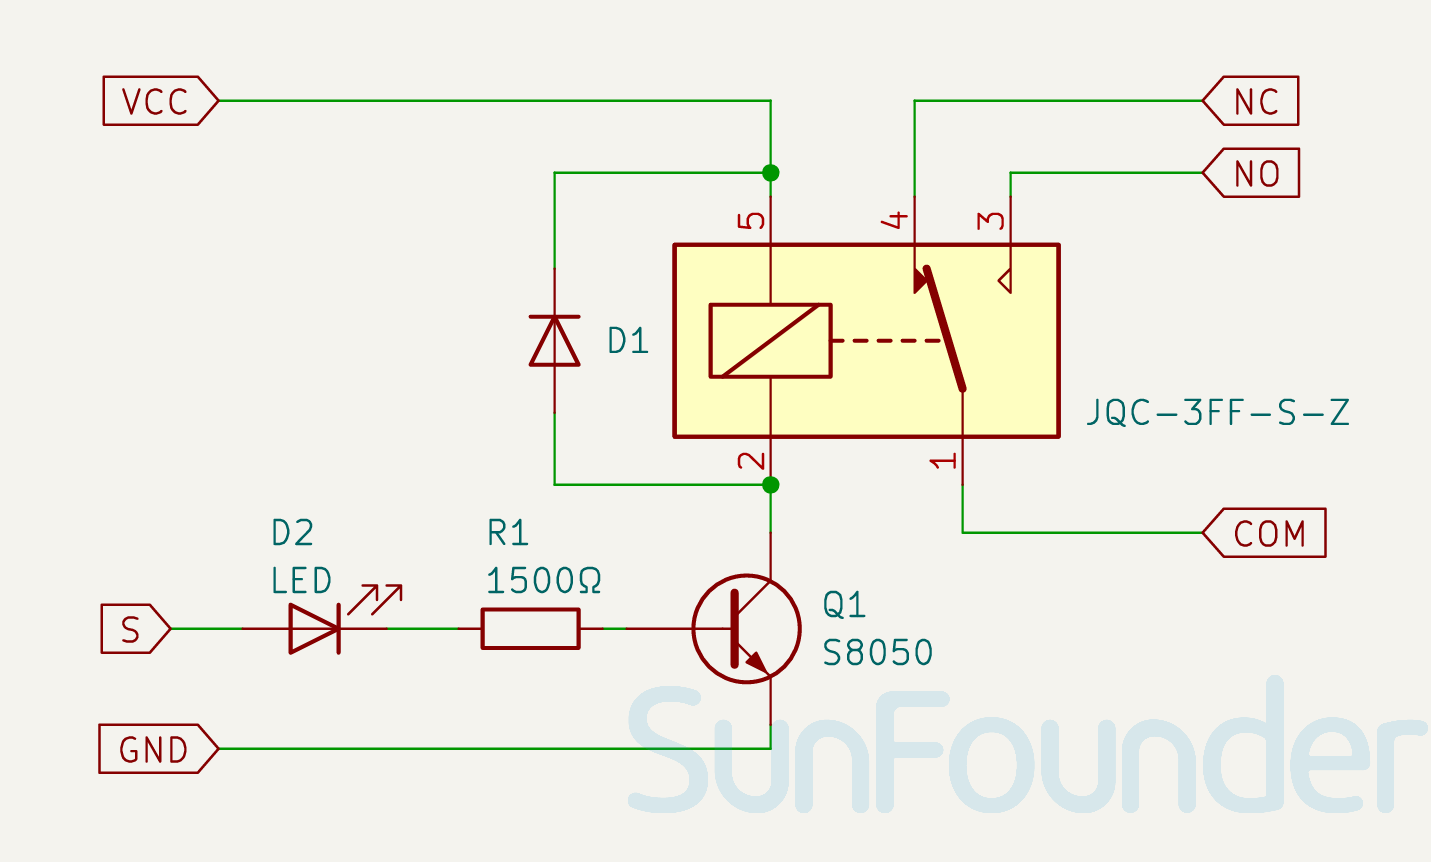 VCC
NC
NO
5
4
3
D1
JQC-3FF-S-Z
2
1
COM
D2
LED
R1
1500Ω
S
Q1
S8050
GND
SunFounder